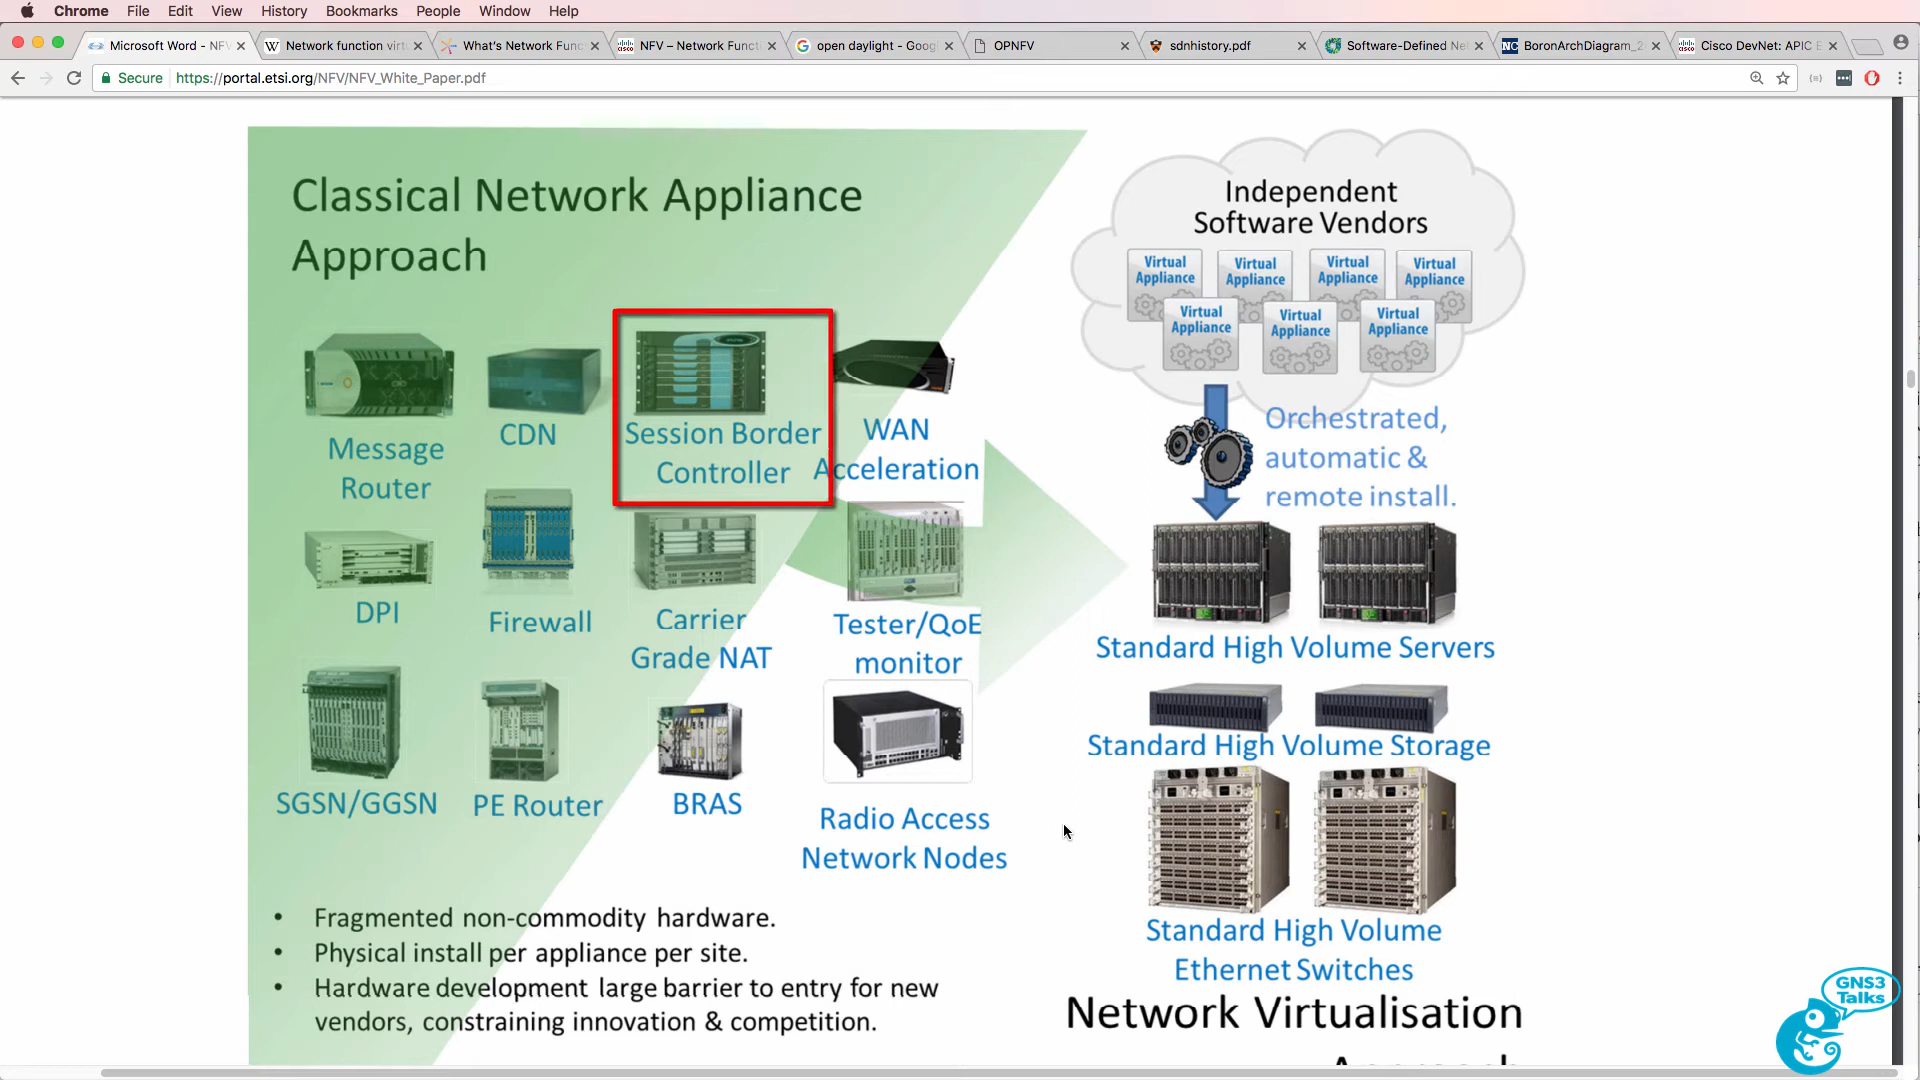 Chrome File Edit View History Bookmarks People Window Help
Microsoft Word - NFV
Network function virtu
What's Network Func
NFV – Network Functi
open daylight - Goog
OPNFV
sdnhistory.pdf
Software-Defined Ne
BoronArchDiagram_2
Cisco DevNet: APIC E
Secure https://portal.etsi.org/NFV/NFV_White_Paper.pdf
Classical Network Appliance
Approach
Message
Router
CDN
Session Border
Controller
WAN
Acceleration
DPI
Firewall
Carrier
Grade NAT
Tester/QoE
monitor
SGSN/GGSN
PE Router
BRAS
Radio Access
Network Nodes
• Fragmented non-commodity hardware.
• Physical install per appliance per site.
• Hardware development large barrier to entry for new
vendors, constraining innovation & competition.
Independent
Software Vendors
Virtual
Appliance
Virtual
Appliance
Virtual
Appliance
Virtual
Appliance
Virtual
Appliance
Virtual
Appliance
Virtual
Appliance
Orchestrated,
automatic &
remote install.
Standard High Volume Servers
Standard High Volume Storage
Standard High Volume
Ethernet Switches
Network Virtualisation
GNS3
Talks